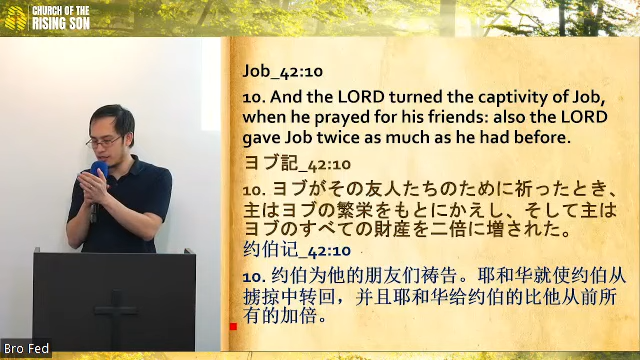 CHURCH OF THE
RISING SON
Job_42:10
10. And the LORD turned the captivity of Job,
when he prayed for his friends: also the LORD
gave Job twice as much as he had before.
ヨブ記_42:10
10. ヨブがその友人たちのために祈ったとき、
主はヨブの繁栄をもとにかえし、そして主は
ヨブのすべての財産を二倍に増された。
约伯记_42:10
10. 约伯为他的朋友们祷告。耶和华就使约伯从
掳掠中转回，并且耶和华给约伯的比他从前所
有的加倍。
Bro Fed